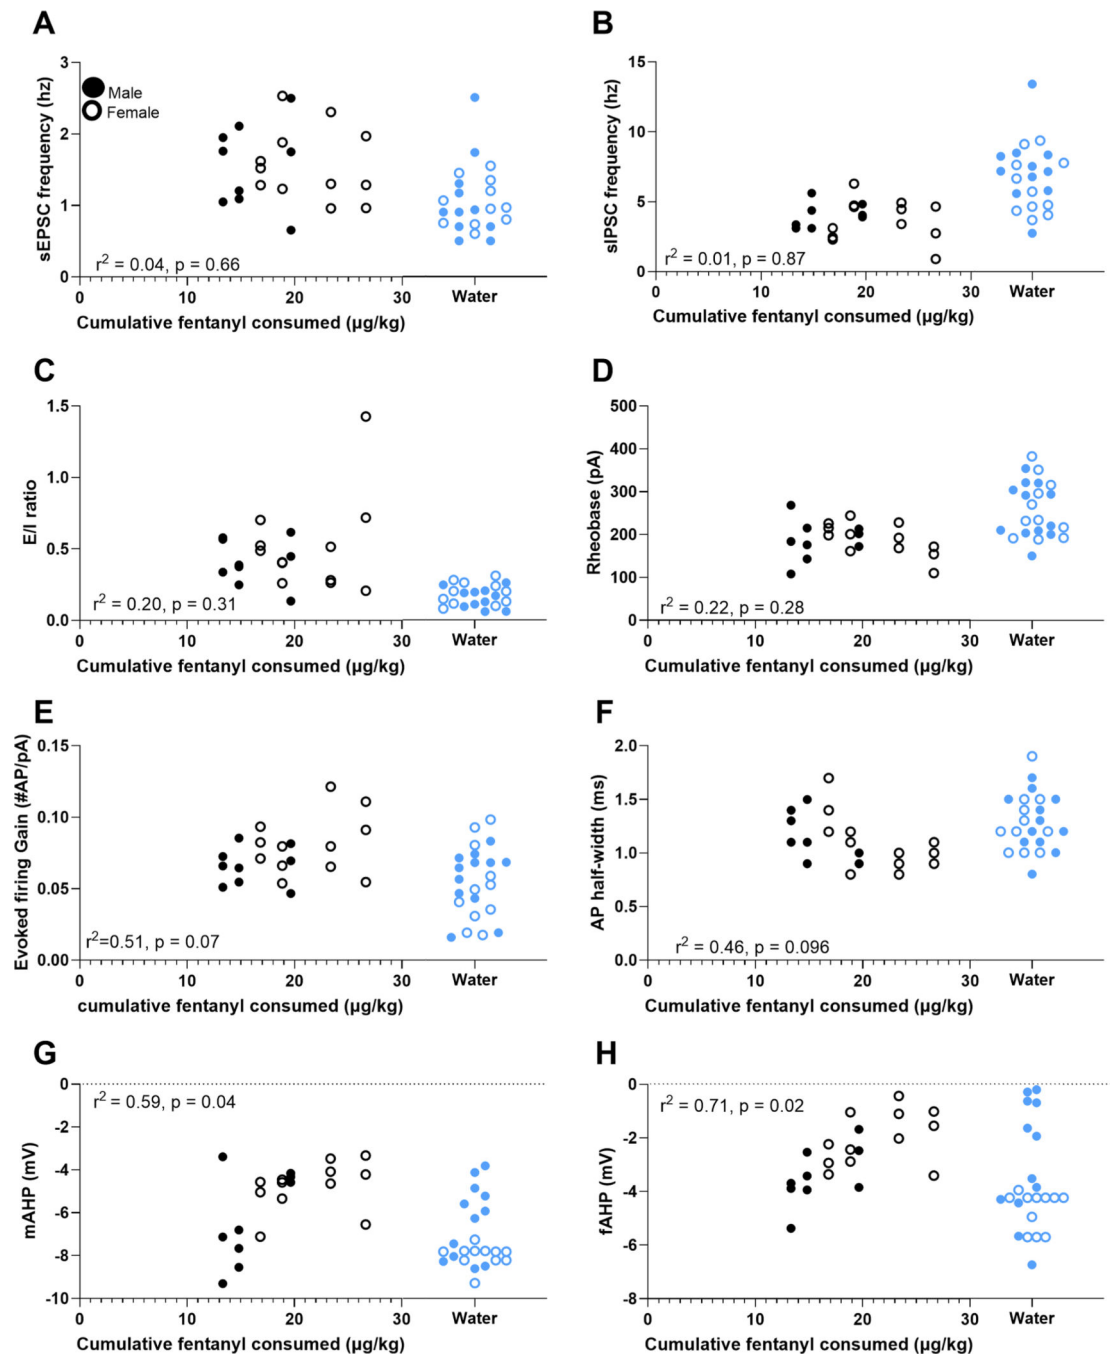 A
sEPSC frequency (hz)
3
2
1
0
Male
Female
r² = 0.04, p = 0.66
0 10 20 30 Water
Cumulative fentanyl consumed (µg/kg)
B
sIPSC frequency (hz)
15
10
5
0
r² = 0.01, p = 0.87
0 10 20 30 Water
Cumulative fentanyl consumed (µg/kg)
C
E/I ratio
1.5
1.0
0.5
0.0
r² = 0.20, p = 0.31
0 10 20 30 Water
Cumulative fentanyl consumed (µg/kg)
D
Rheobase (pA)
500
400
300
200
100
0
r² = 0.22, p = 0.28
0 10 20 30 Water
Cumulative fentanyl consumed (µg/kg)
E
Evoked firing Gain (#AP/pA)
0.15
0.10
0.05
0.00
r²=0.51, p = 0.07
0 10 20 30 Water
cumulative fentanyl consumed (µg/kg)
F
AP half-width (ms)
2.0
1.5
1.0
0.5
0.0
r² = 0.46, p = 0.096
0 10 20 30 Water
Cumulative fentanyl consumed (µg/kg)
G
mAHP (mV)
0
-2
-4
-6
-8
-10
r² = 0.59, p = 0.04
0 10 20 30 Water
Cumulative fentanyl consumed (µg/kg)
H
fAHP (mV)
0
-2
-4
-6
-8
r² = 0.71, p = 0.02
0 10 20 30 Water
Cumulative fentanyl consumed (µg/kg)